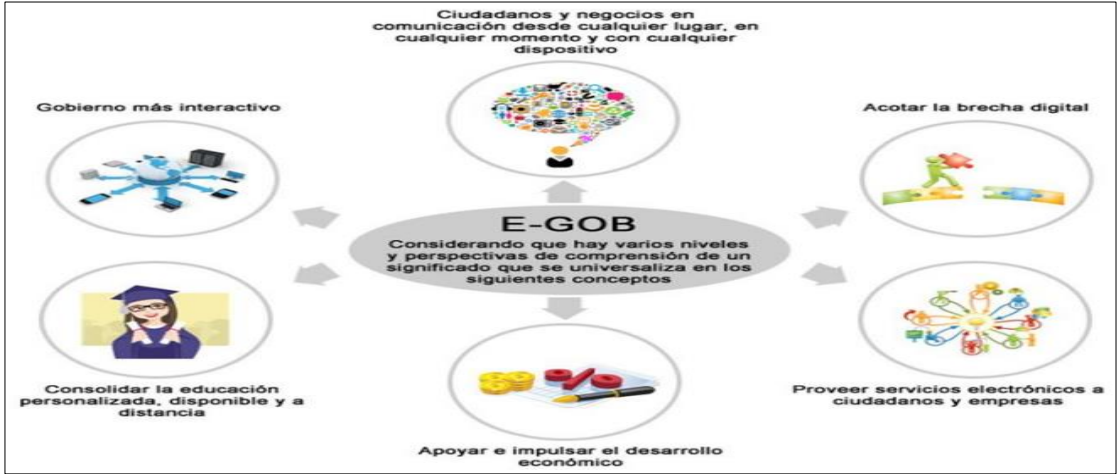 Ciudadanos y negocios en
comunicación desde cualquier lugar, en
cualquier momento y con cualquier
dispositivo
Gobierno más interactivo
Acotar la brecha digital
E-GOB
Considerando que hay varios niveles
y perspectivas de comprensión de un
significado que se universaliza en los
siguientes conceptos
Consolidar la educación
personalizada, disponible y a
distancia
Proveer servicios electrónicos a
ciudadanos y empresas
Apoyar e impulsar el desarrollo
económico